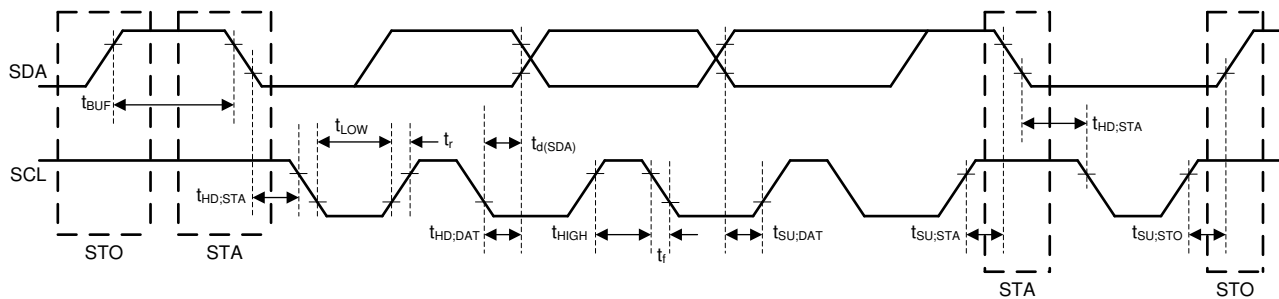 SDA
t_BUF
t_LOW
t_r
t_d(SDA)
t_HD;STA
SCL
t_HD;STA
t_HD;DAT
t_HIGH
t_f
t_SU;DAT
t_SU;STA
t_SU;STO
STO
STA
STA
STO